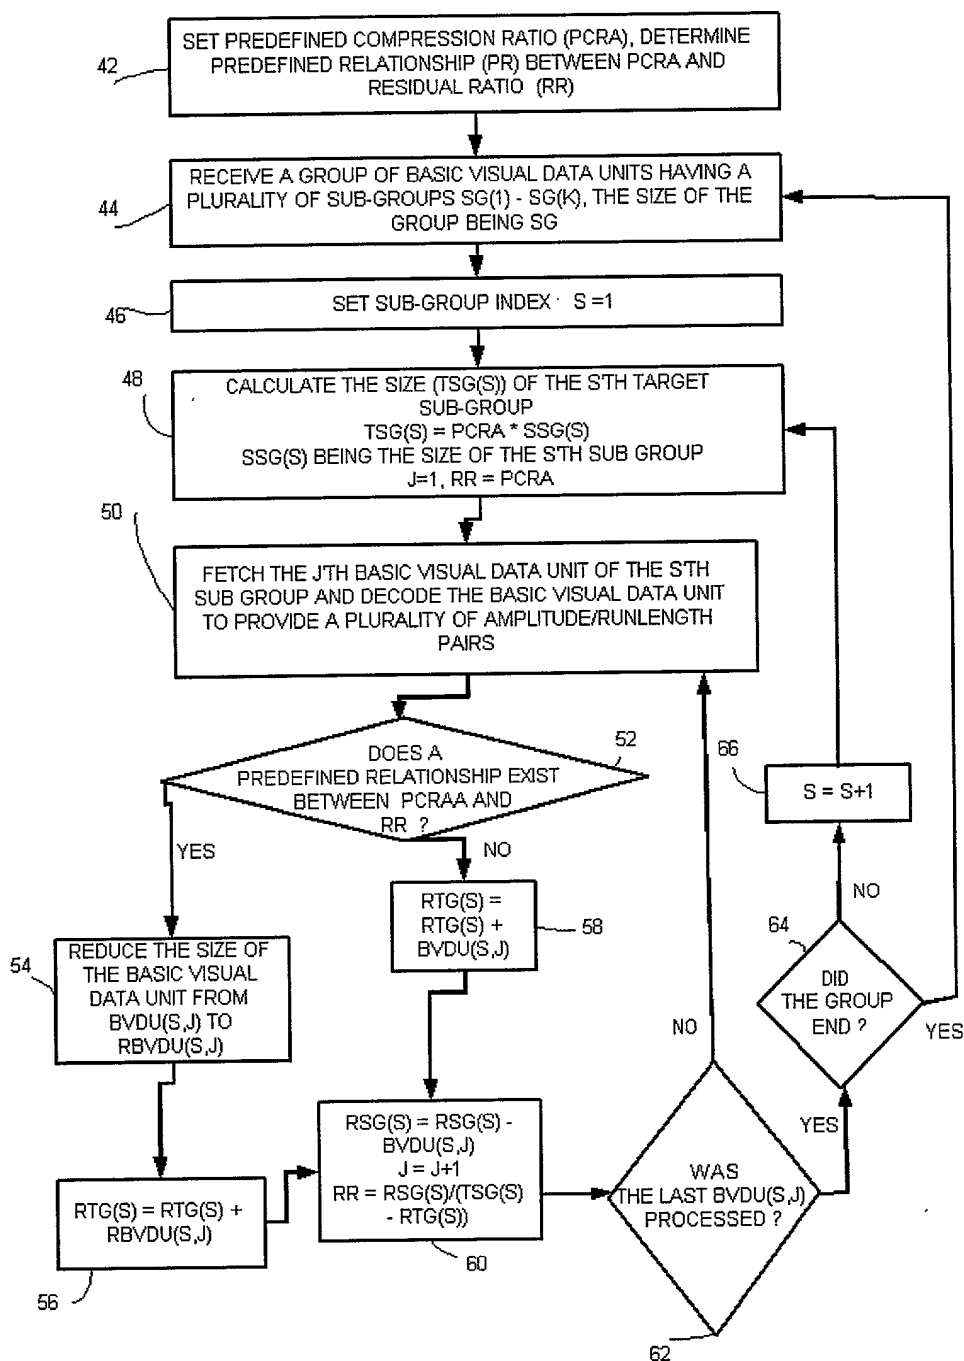 SET PREDEFINED COMPRESSION RATIO (PCRA), DETERMINE
PREDEFINED RELATIONSHIP (PR) BETWEEN PCRA AND
RESIDUAL RATIO (RR)
42
RECEIVE A GROUP OF BASIC VISUAL DATA UNITS HAVING A
PLURALITY OF SUB-GROUPS SG(1) - SG(K), THE SIZE OF THE
GROUP BEING SG
44
SET SUB-GROUP INDEX S =1
46
CALCULATE THE SIZE (TSG(S)) OF THE S'TH TARGET
SUB-GROUP
TSG(S) = PCRA * SSG(S)
SSG(S) BEING THE SIZE OF THE S'TH SUB GROUP
J=1, RR = PCRA
48
50
FETCH THE J'TH BASIC VISUAL DATA UNIT OF THE S'TH
SUB GROUP AND DECODE THE BASIC VISUAL DATA UNIT
TO PROVIDE A PLURALITY OF AMPLITUDE/RUNLENGTH
PAIRS
DOES A
PREDEFINED RELATIONSHIP EXIST
BETWEEN PCRAA AND
RR ?
52
66
S = S+1
YES
NO
NO
RTG(S) =
RTG(S) +
BVDU(S,J)
58
64
DID
THE GROUP
END ?
YES
54
REDUCE THE SIZE OF
THE BASIC VISUAL
DATA UNIT FROM
BVDU(S,J) TO
RBVDU(S,J)
NO
YES
RSG(S) = RSG(S) -
BVDU(S,J)
J = J+1
RR = RSG(S)/(TSG(S)
- RTG(S))
60
WAS
THE LAST BVDU(S,J)
PROCESSED ?
62
RTG(S) = RTG(S) +
RBVDU(S,J)
56